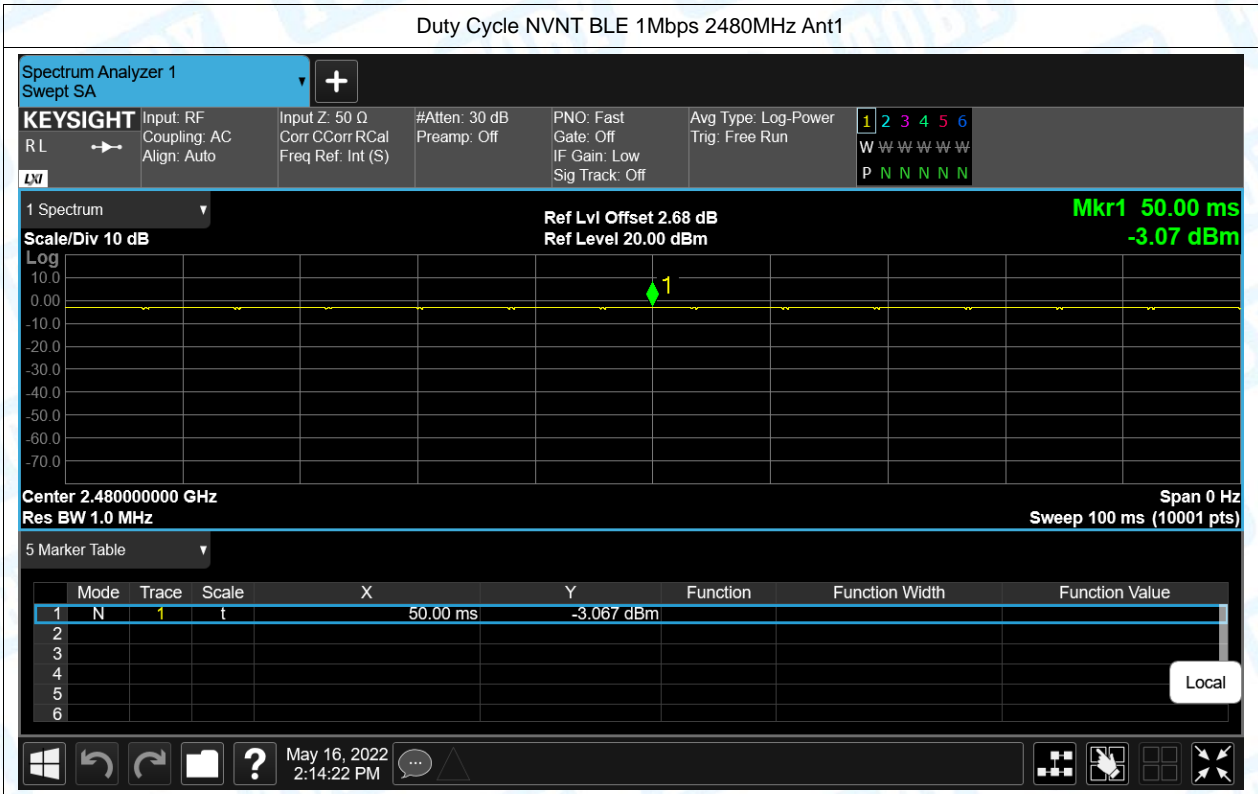 Duty Cycle NVNT BLE 1Mbps 2480MHz Ant1
Spectrum Analyzer 1
Swept SA
KEYSIGHT
RL
LXI
Input: RF
Coupling: AC
Align: Auto
Input Z: 50 Ω
Corr CCorr RCal
Freq Ref: Int (S)
#Atten: 30 dB
Preamp: Off
PNO: Fast
Gate: Off
IF Gain: Low
Sig Track: Off
Avg Type: Log-Power
Trig: Free Run
1 2 3 4 5 6
W W W W W W
P N N N N N
1 Spectrum
Scale/Div 10 dB
Ref Lvl Offset 2.68 dB
Ref Level 20.00 dBm
Mkr1 50.00 ms
-3.07 dBm
Log
10.0
0.00
-10.0
-20.0
-30.0
-40.0
-50.0
-60.0
-70.0
1
Center 2.480000000 GHz
Res BW 1.0 MHz
Span 0 Hz
Sweep 100 ms (10001 pts)
5 Marker Table
Mode Trace Scale X Y Function Function Width Function Value
1 N 1 t 50.00 ms -3.067 dBm
2
3
4
5
6
Local
? May 16, 2022
2:14:22 PM